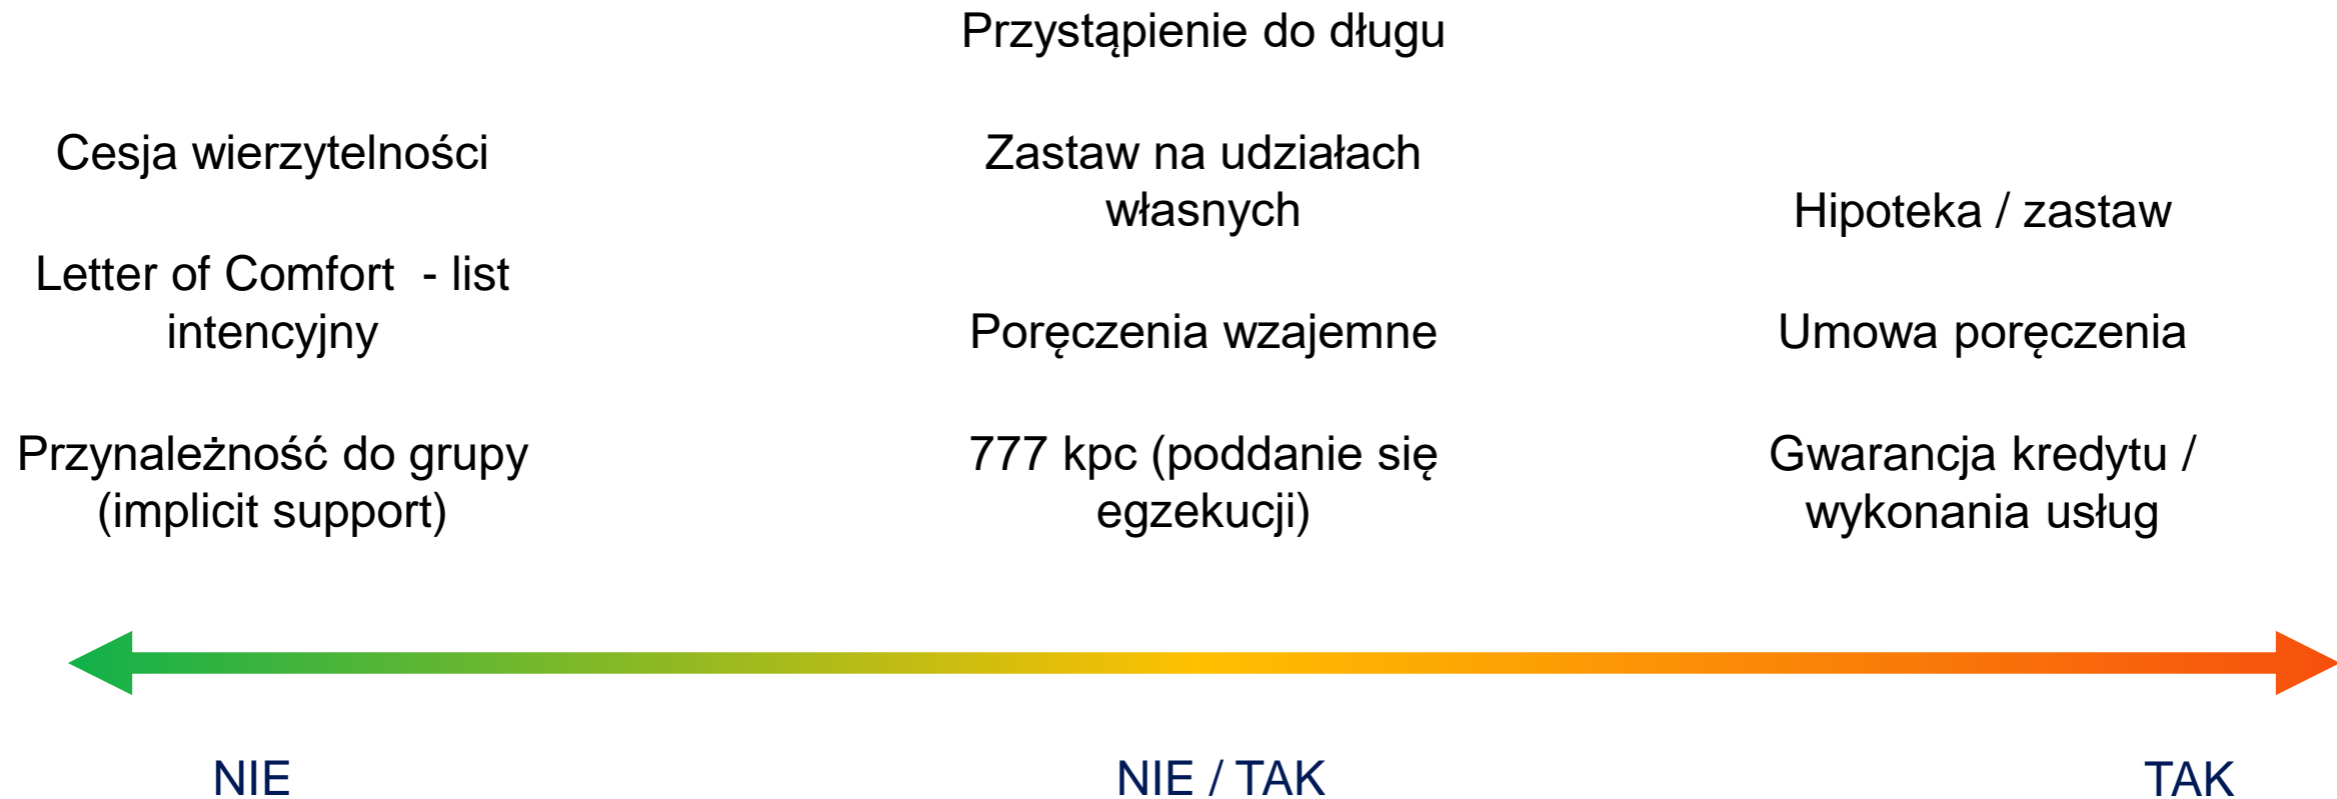 Cesja wierzytelności
Letter of Comfort  - list
intencyjny
Przynależność do grupy
(implicit support)
Przystąpienie do długu
Zastaw na udziałach
własnych
Poręczenia wzajemne
777 kpc (poddanie się
egzekucji)
Hipoteka / zastaw
Umowa poręczenia
Gwarancja kredytu /
wykonania usług
NIE
NIE / TAK
TAK